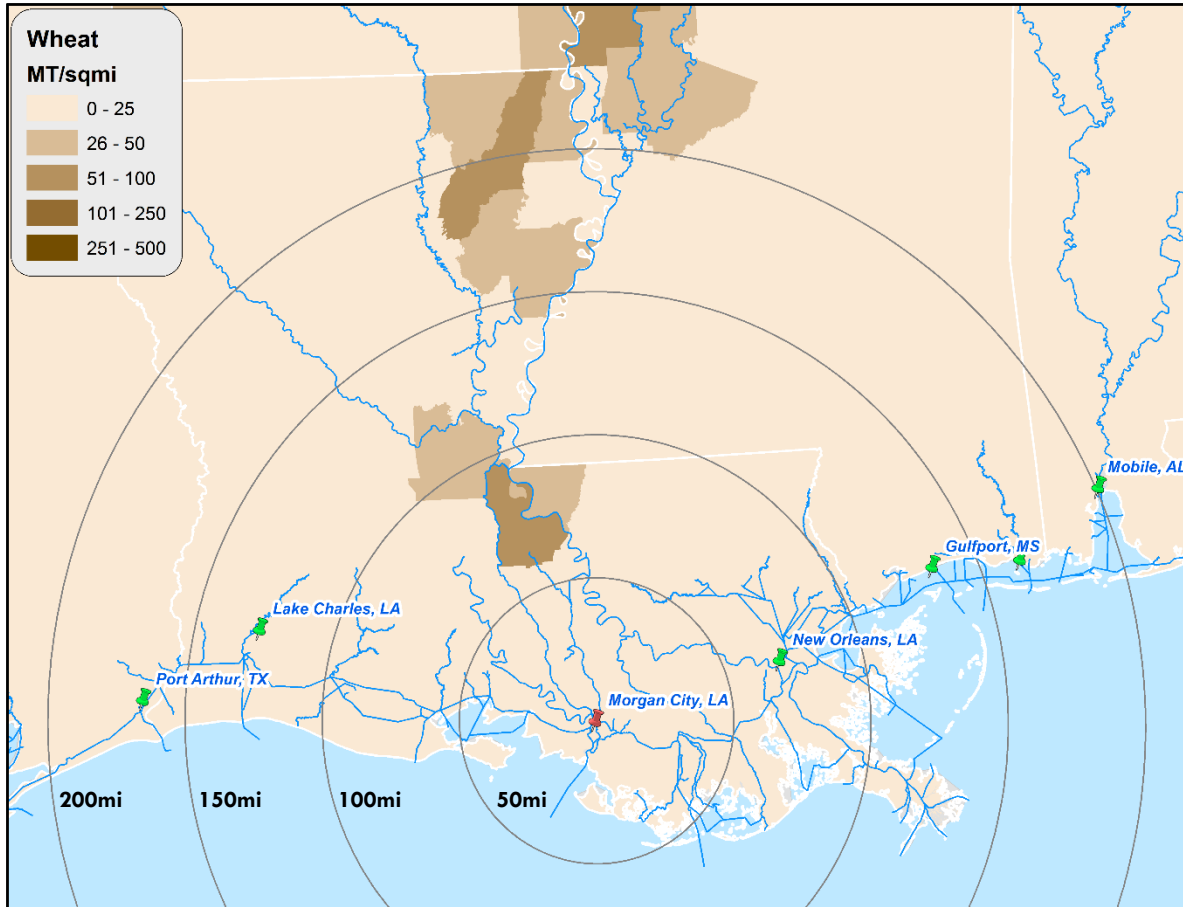 Wheat
MT/sqmi
0 - 25
26 - 50
51 - 100
101 - 250
251 - 500
Mobile, AL
Gulfport, MS
Lake Charles, LA
New Orleans, LA
Port Arthur, TX
Morgan City, LA
200mi
150mi
100mi
50mi